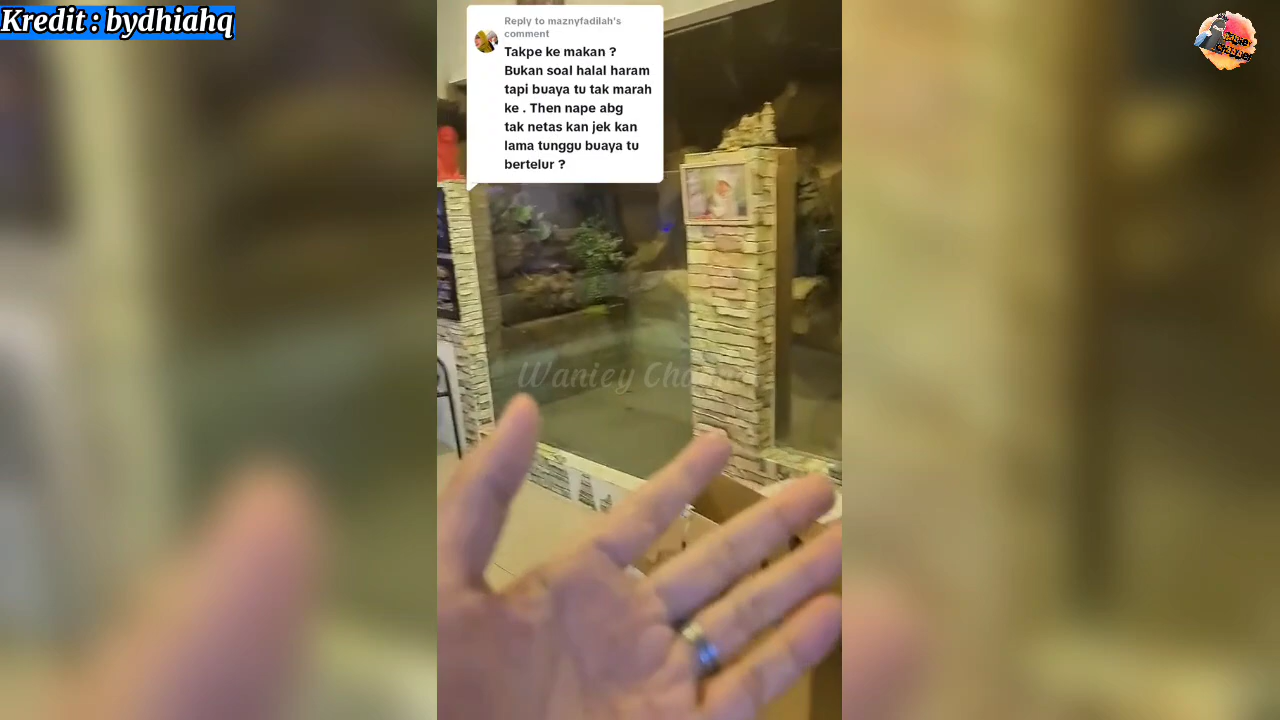 Kredit : bydhiahq
Reply to maznyfadilah's
comment
Takpe ke makan ?
Bukan soal halal haram
tapi buaya tu tak marah
ke . Then nape abg
tak netas kan jek kan
lama tunggu buaya tu
bertelur ?
Waniey